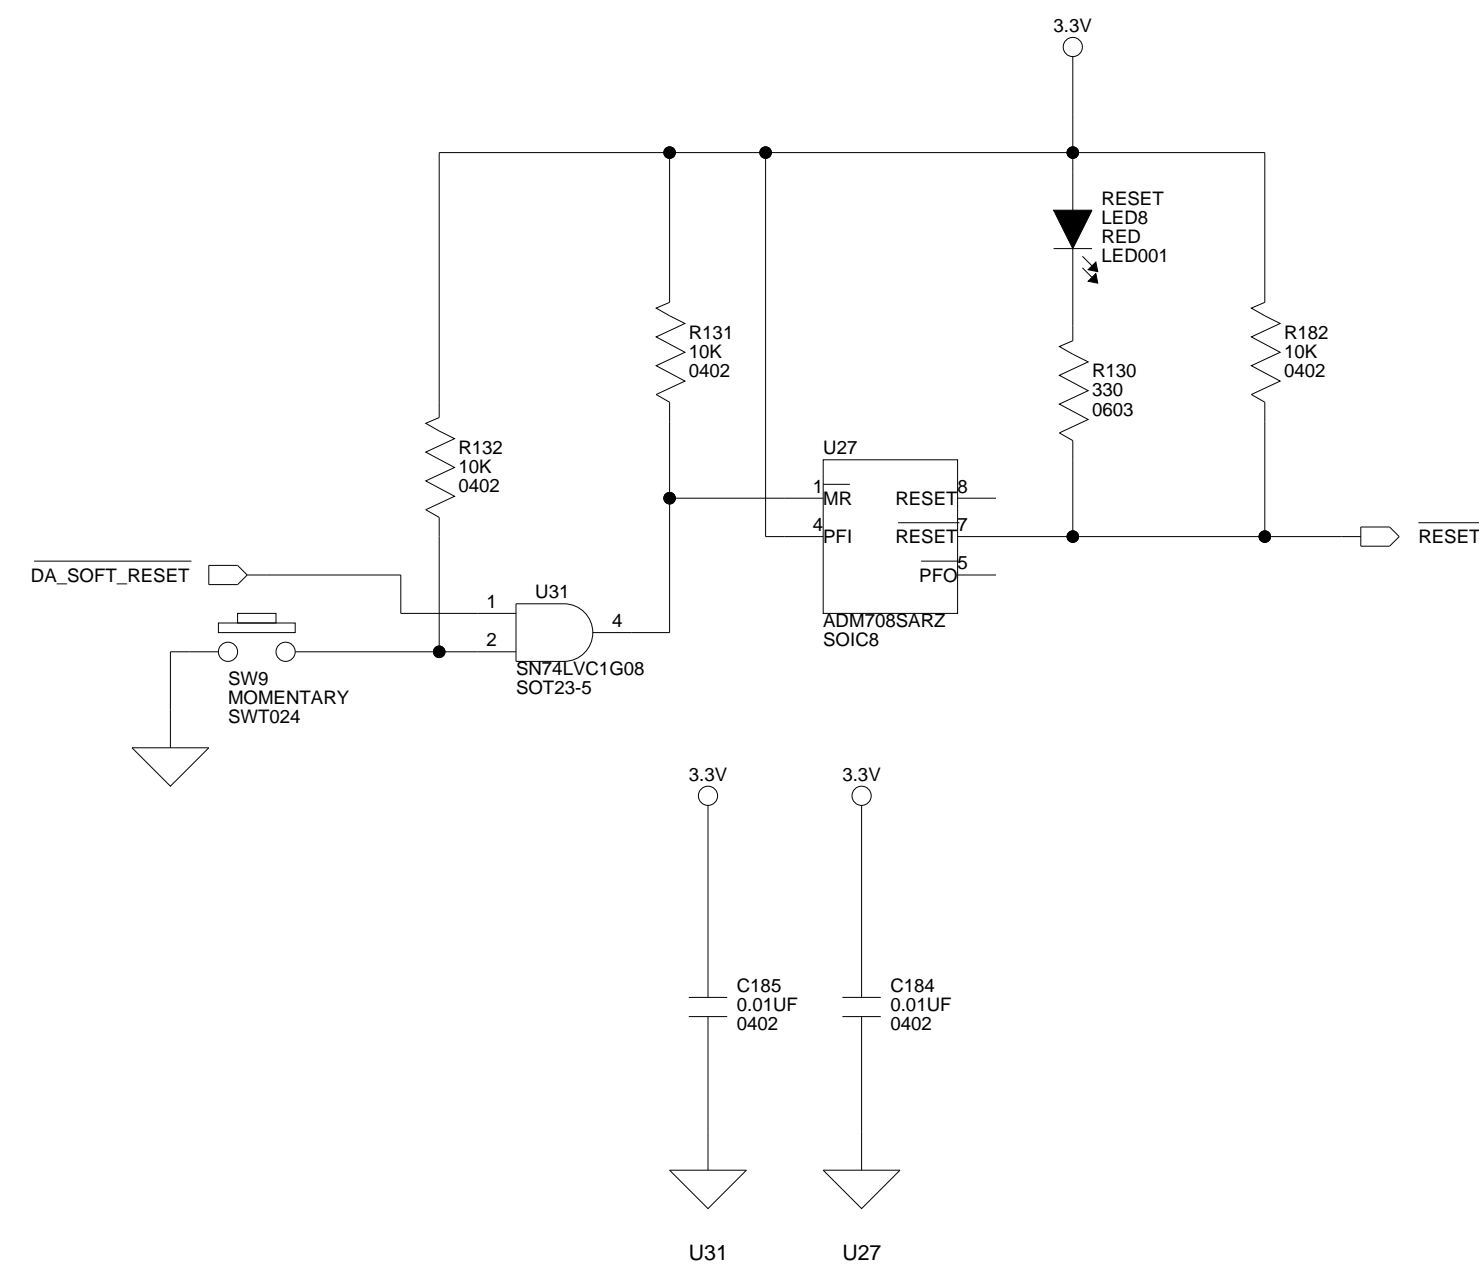 3.3V
RESET
LED8
RED
LED001
R131
10K
0402
R182
10K
0402
R130
330
0603
R132
10K
0402
U27
1
MR
RESET
8
4
PFI
RESET
7
PFO
5
ADM708SARZ
SOIC8
RESET
DA_SOFT_RESET
U31
1
2
4
SN74LVC1G08
SOT23-5
SW9
MOMENTARY
SWT024
3.3V
3.3V
C185
0.01UF
0402
C184
0.01UF
0402
U31
U27